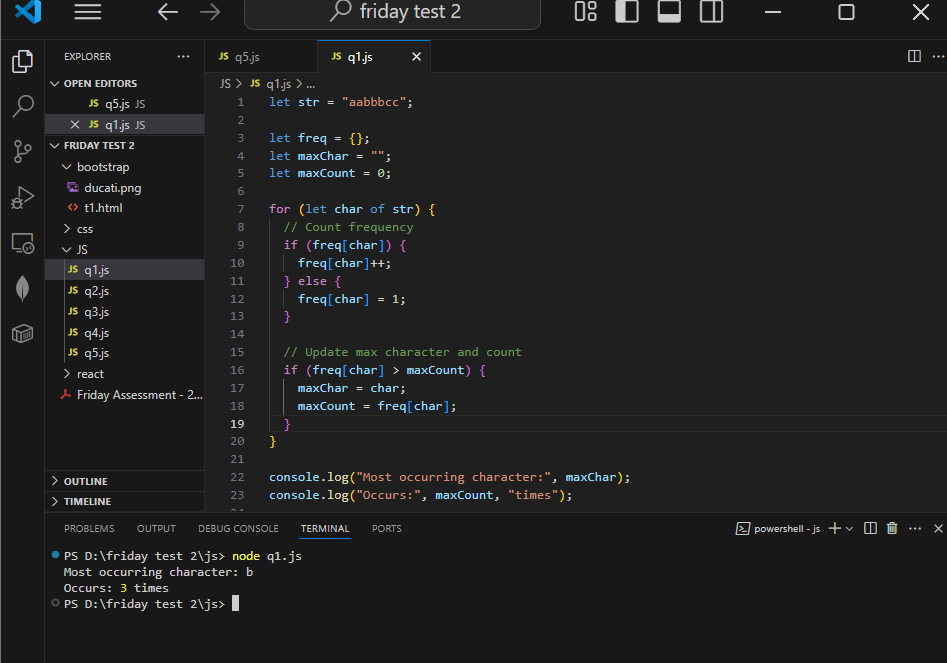 friday test 2
EXPLORER
OPEN EDITORS
JS q5.js JS
JS q1.js JS
FRIDAY TEST 2
bootstrap
ducati.png
t1.html
css
JS
JS q1.js
JS q2.js
JS q3.js
JS q4.js
JS q5.js
react
Friday Assessment - 2...
OUTLINE
TIMELINE
JS q5.js JS q1.js
JS > JS q1.js > ...
1 let str = "aabbbcc";
2
3 let freq = {};
4 let maxChar = "";
5 let maxCount = 0;
6
7 for (let char of str) {
8 // Count frequency
9 if (freq[char]) {
10 freq[char]++;
11 } else {
12 freq[char] = 1;
13 }
14
15 // Update max character and count
16 if (freq[char] > maxCount) {
17 maxChar = char;
18 maxCount = freq[char];
19 }
20 }
21
22 console.log("Most occurring character:", maxChar);
23 console.log("Occurs:", maxCount, "times");
PROBLEMS OUTPUT DEBUG CONSOLE TERMINAL PORTS powershell - js
PS D:\friday test 2\js> node q1.js
Most occurring character: b
Occurs: 3 times
PS D:\friday test 2\js>